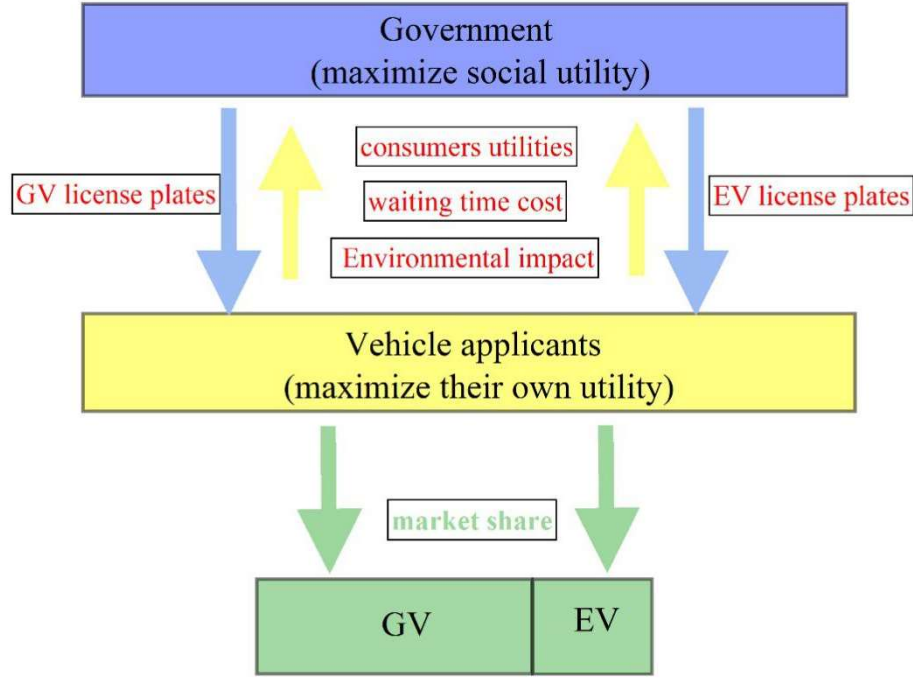 Government
(maximize social utility)
consumers utilities
GV license plates
waiting time cost
EV license plates
Environmental impact
Vehicle applicants
(maximize their own utility)
market share
GV
EV